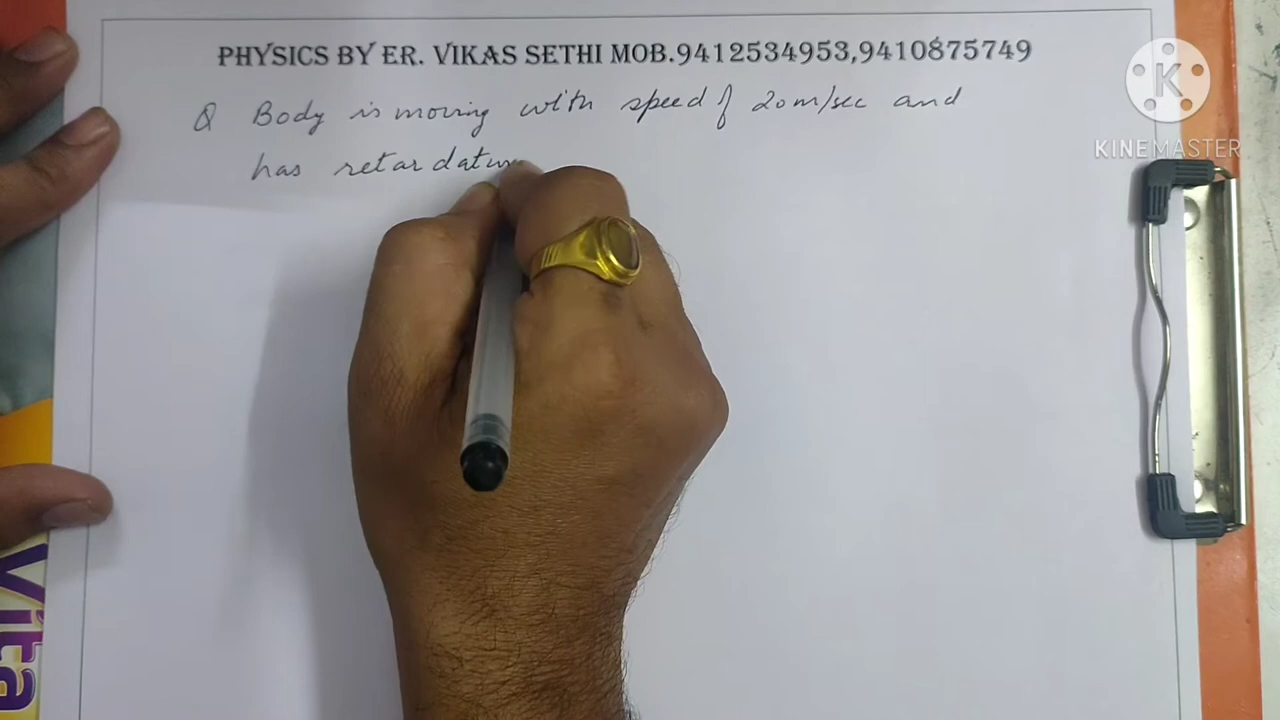 PHYSICS BY ER. VIKAS SETHI MOB.9412534953,9410875749
Q Body is moving with speed of 20m/sec and
has retardation
K
KINEMASTER
Vita